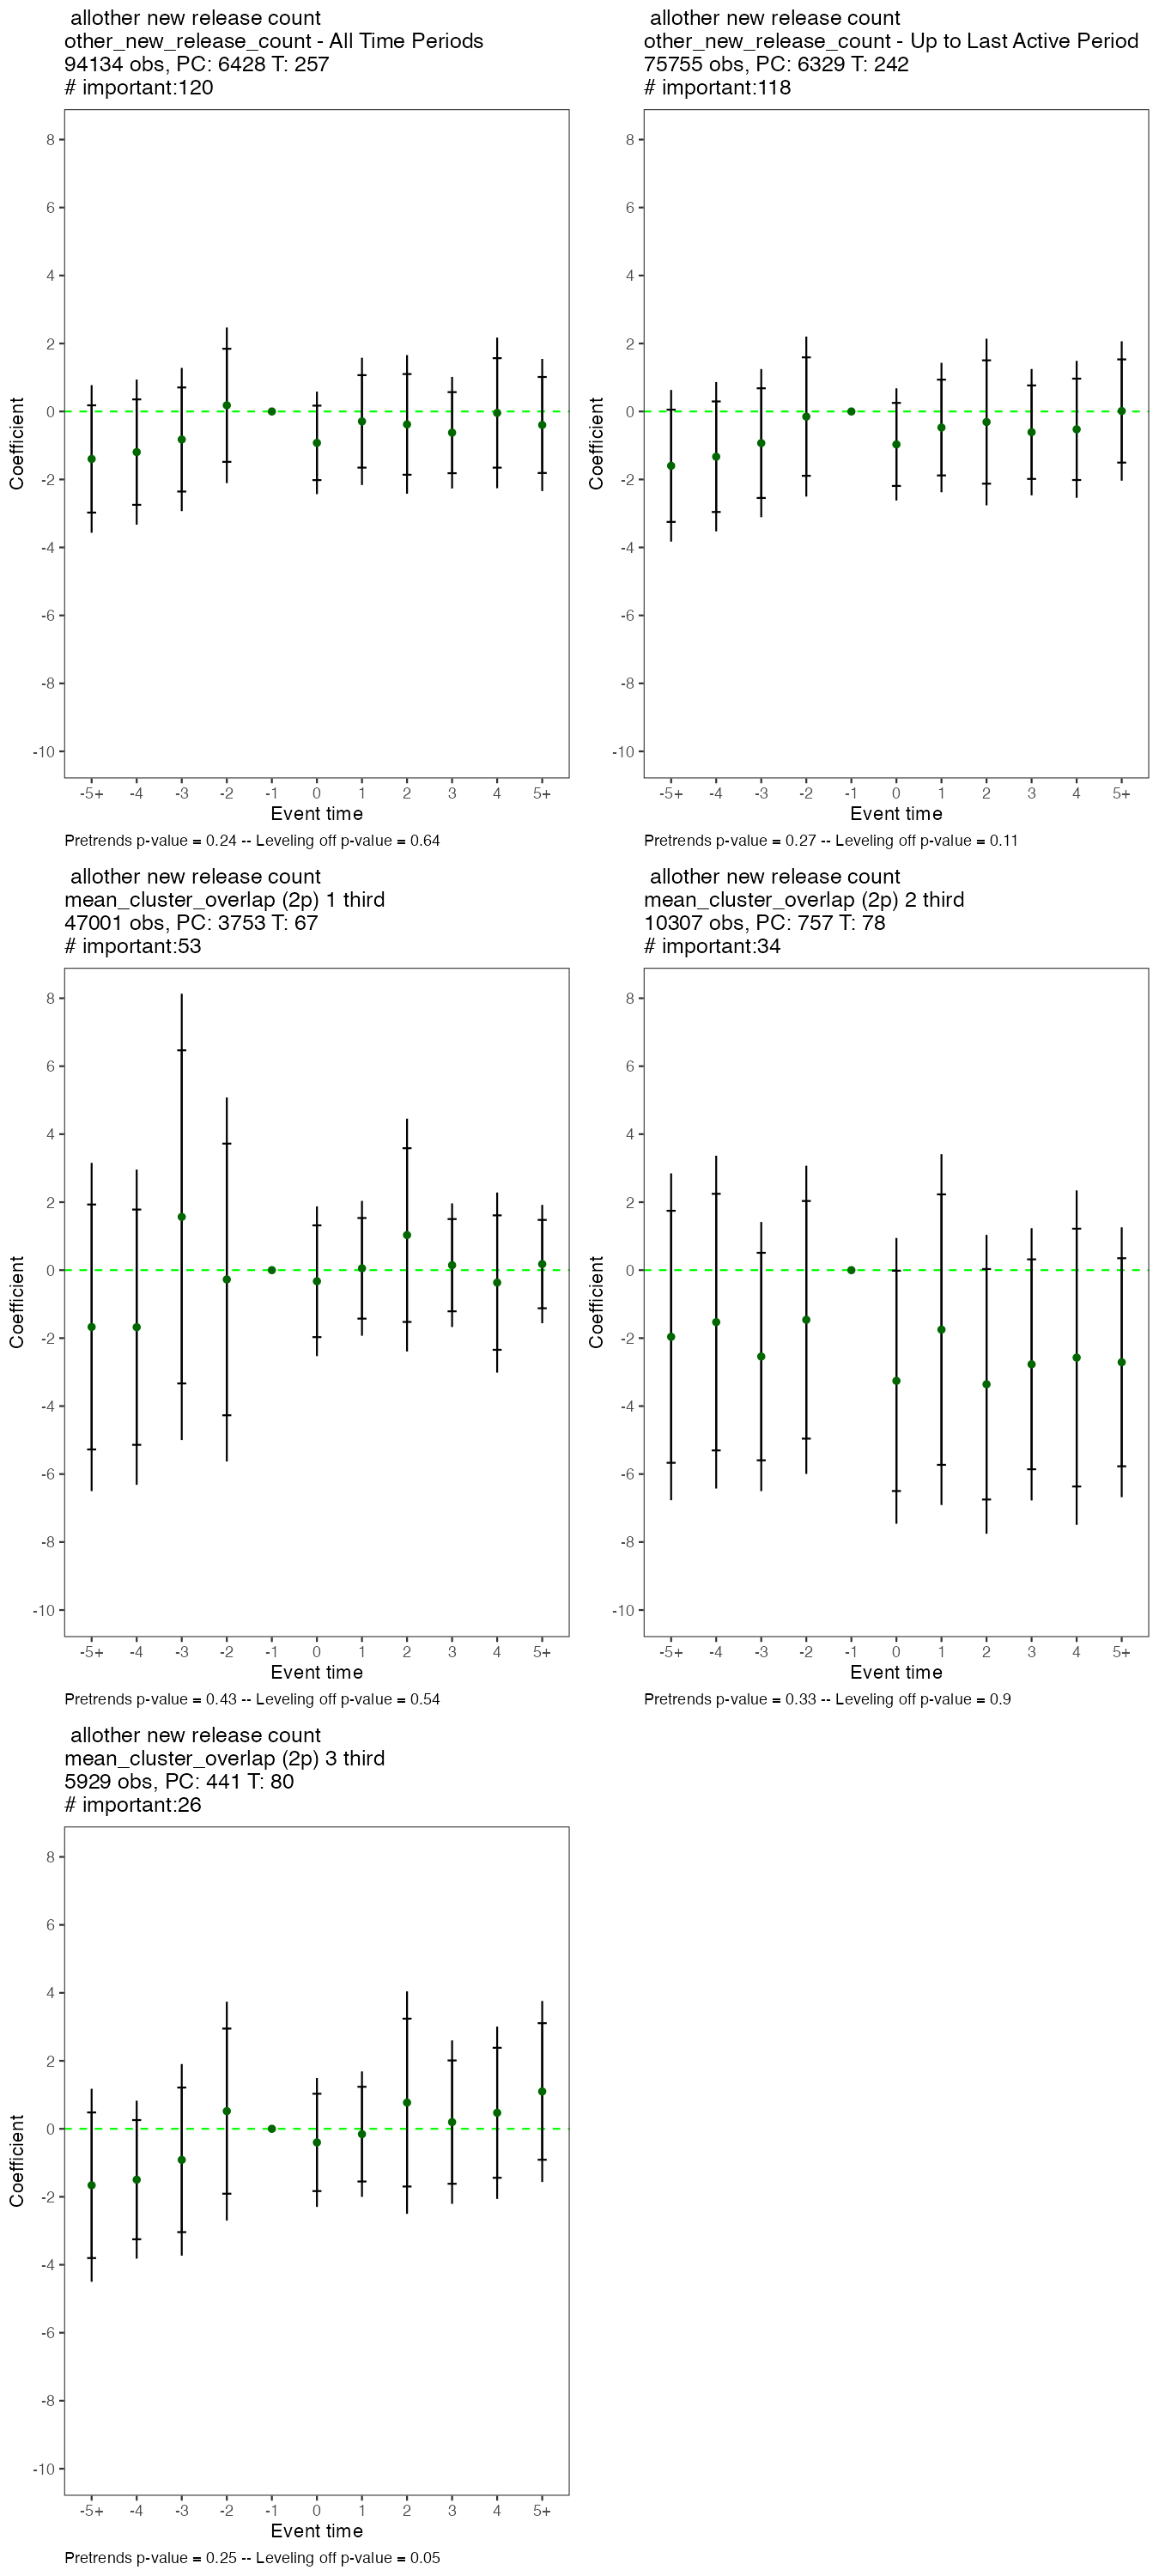 allother new release count
other_new_release_count - All Time Periods
94134 obs, PC: 6428 T: 257
# important:120
8
6
4
2
0
-2
-4
-6
-8
-10
Coefficient
-5+ -4 -3 -2 -1 0 1 2 3 4 5+
Event time
Pretrends p-value = 0.24 -- Leveling off p-value = 0.64
allother new release count
other_new_release_count - Up to Last Active Period
75755 obs, PC: 6329 T: 242
# important:118
8
6
4
2
0
-2
-4
-6
-8
-10
Coefficient
-5+ -4 -3 -2 -1 0 1 2 3 4 5+
Event time
Pretrends p-value = 0.27 -- Leveling off p-value = 0.11
allother new release count
mean_cluster_overlap (2p) 1 third
47001 obs, PC: 3753 T: 67
# important:53
8
6
4
2
0
-2
-4
-6
-8
-10
Coefficient
-5+ -4 -3 -2 -1 0 1 2 3 4 5+
Event time
Pretrends p-value = 0.43 -- Leveling off p-value = 0.54
allother new release count
mean_cluster_overlap (2p) 2 third
10307 obs, PC: 757 T: 78
# important:34
8
6
4
2
0
-2
-4
-6
-8
-10
Coefficient
-5+ -4 -3 -2 -1 0 1 2 3 4 5+
Event time
Pretrends p-value = 0.33 -- Leveling off p-value = 0.9
allother new release count
mean_cluster_overlap (2p) 3 third
5929 obs, PC: 441 T: 80
# important:26
8
6
4
2
0
-2
-4
-6
-8
-10
Coefficient
-5+ -4 -3 -2 -1 0 1 2 3 4 5+
Event time
Pretrends p-value = 0.25 -- Leveling off p-value = 0.05